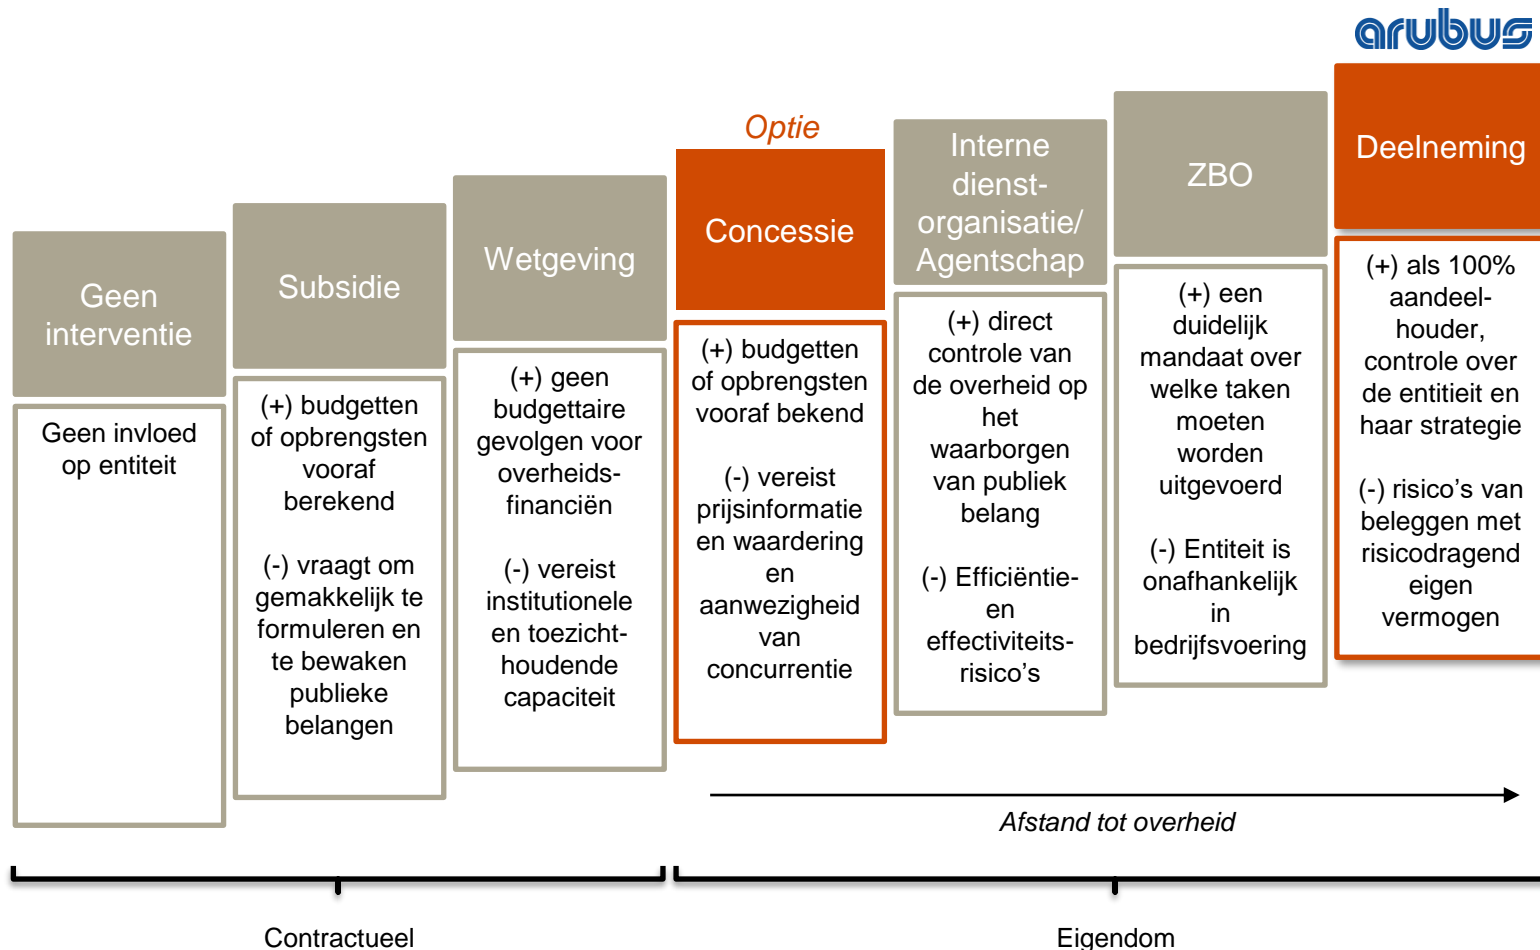 arubus
Geen
interventie
Geen invloed
op entiteit
Subsidie
(+) budgetten
of opbrengsten
vooraf
berekend
(-) vraagt om
gemakkelijk te
formuleren en
te bewaken
publieke
belangen
Wetgeving
(+) geen
budgettaire
gevolgen voor
overheids-
financiën
(-) vereist
institutionele
en toezicht-
houdende
capaciteit
Optie
Concessie
(+) budgetten
of opbrengsten
vooraf bekend
(-) vereist
prijsinformatie
en waardering
en
aanwezigheid
van
concurrentie
Interne
dienst-
organisatie/
Agentschap
(+) direct
controle van
de overheid op
het
waarborgen
van publiek
belang
(-) Efficiëntie-
en
effectiviteits-
risico’s
ZBO
(+) een
duidelijk
mandaat over
welke taken
moeten
worden
uitgevoerd
(-) Entiteit is
onafhankelijk
in
bedrijfsvoering
Deelneming
(+) als 100%
aandeel-
houder,
controle over
de entitieit en
haar strategie
(-) risico’s van
beleggen met
risicodragend
eigen
vermogen
Afstand tot overheid
Contractueel
Eigendom